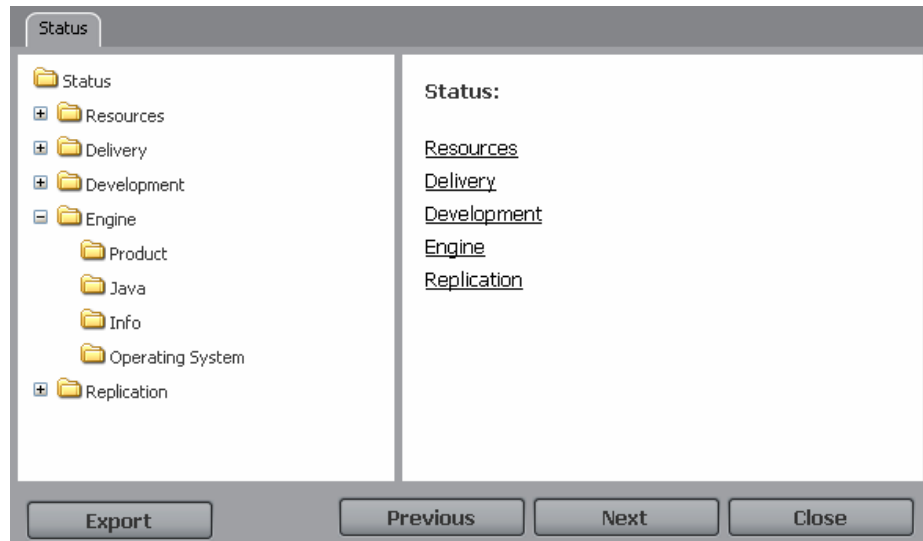 Status
Status
Resources
Delivery
Development
Engine
Product
Java
Info
Operating System
Replication
Status:
Resources
Delivery
Development
Engine
Replication
Export
Previous
Next
Close